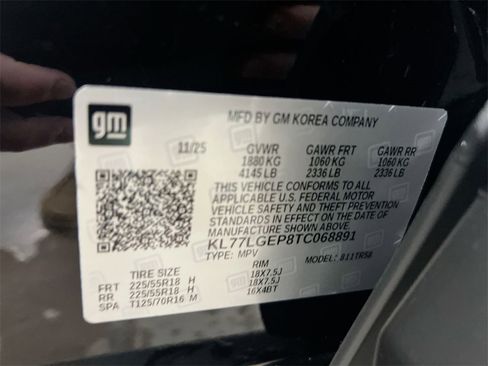 gm
MFD BY GM KOREA COMPANY
11/25 GVWR GAWR FRT GAWR RR
1880 KG 1060 KG 1060 KG
4145 LB 2336 LB 2336 LB
THIS VEHICLE CONFORMS TO ALL
APPLICABLE U.S. FEDERAL MOTOR
VEHICLE SAFETY AND THEFT PREVENTION
STANDARDS IN EFFECT ON THE DATE OF
MANUFACTURE SHOWN ABOVE.
KL77LGEP8TC068891
TYPE: MPV MODEL: 811TR58
TIRE SIZE RIM
FRT 225/55R18 H 18X7.5J
RR 225/55R18 H 18X7.5J
SPA T125/70R16 M 16X4BT